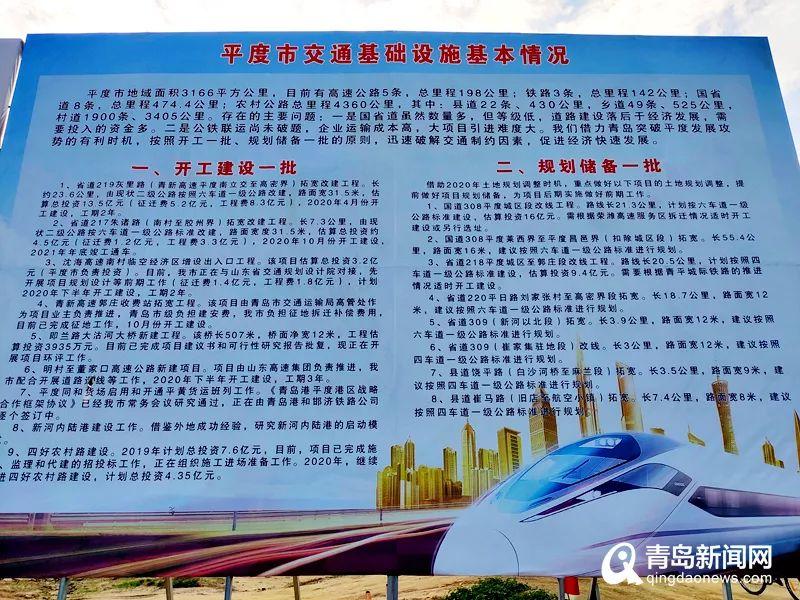 平度市交通基础设施基本情况
平度市地域面积3166平方公里，目前有高速公路5条，总里程198公里；铁路3条，总里程142公里；国省
道8条，总里程474.4公里；农村公路总里程4360公里，其中：县道22条、430公里，乡道49条、525公里，
村道1900条、3405公里。存在的主要问题：一是国省道虽然数量多，但等级低，道路建设落后于经济发展，需
要投入的资金多。二是公铁联运尚未破题，企业运输成本高，大项目引进难度大。我们借力青岛突破平度发展攻
势的有利时机，按照开工一批、规划储备一批的原则，迅速破解交通制约因素，促进经济快速发展。
一、开工建设一批
1、省道219灰里路（青新高速平度南立交至高密界）拓宽改建工程。长
约23.6公里，由现状二级公路按照六车道一级公路改建，路面宽31.5米，估
算总投资13.5亿元（征迁费5.2亿元，工程费8.3亿元），2020年4月份开
工建设，工期2年。
2、省道217朱诸路（南村至胶州界）拓宽改建工程。长7.3公里，由现
状二级公路按六车道一级公路标准改建，路面宽度31.5米，估算总投资约
4.5亿元（征迁费1.2亿元，工程费3.3亿元），2020年10月份开工建设，
2021年年底竣工通车。
3、沈海高速南村临空经济区增设出入口工程。该项目估算总投资3.2亿
元（平度市负责投资）。目前，我市正在与山东省交通规划设计院对接，先
开展项目规划设计等前期工作（征迁费1.4亿元，工程费1.8亿元），计划
2020年下半年开工建设，工期2年。
4、青新高速郭庄收费站拓宽工程。该项目由青岛市交通运输局高管处作
为项目业主负责推进，青岛市级负担建安费，我市负担征地拆迁补偿费用，
目前已完成征地工作，10月份开工建设。
5、即兰路大沽河大桥新建工程。该桥长507米，桥面净宽12米，工程估
算投资3935万元。目前已完成项目建议书和可行性研究报告批复，现正在开
展项目环评工作。
6、明村至董家口高速公路新建项目。项目由山东高速集团负责推进，我
市配合开展道路选线等工作，2020年下半年开工建设，工期3年。
7、平度同和货场启用和开通平黄货运班列工作。《青岛港平度港区战略
合作框架协议》已经我市常务会议研究通过，正在由青岛港和邯济铁路公司
逐个签订中。
8、新河内陆港建设工作。借鉴外地成功经验，研究新河内陆港的启动模
式。
9、四好农村路建设。2019年计划总投资7.6亿元，目前，项目已完成施
、监理和代建的招投标工作，正在组织施工进场准备工作。2020年，继续
进四好农村路建设，计划总投资4.35亿元。
二、规划储备一批
借助2020年土地规划调整时机，重点做好以下项目的土地规划调整，提
前做好项目规划储备，为项目后期实施做好前期工作。
1、国道308平度城区段改线工程。路线长21.3公里，计划按六车道一级
公路标准建设，估算投资16亿元。需根据荣潍高速服务区拆迁情况适时开工
建设或另行选址。
2、国道308平度莱西界至平度昌邑界（扣除城区段）拓宽。长55.4公
里，路面宽16米，建议按照六车道一级公路标准进行规划。
3、省道218平度城区至郭庄段改线工程。路线长20.5公里，计划按照四
车道一级公路标准建设，估算投资9.4亿元。需要根据青平城际铁路的推进
情况适时开工建设。
4、省道220平日路刘家张村至高密界段拓宽。长18.7公里，路面宽12
米，建议按照六车道一级公路标准进行规划。
5、省道309（新河以北段）拓宽。长3.9公里，路面宽12米，建议按照
六车道一级公路标准进行规划。
6、省道309（崔家集驻地段）改线。长3公里，路面宽12米，建议按照
四车道一级公路标准进行规划。
7、县道饶平路（白沙河桥至麻兰段）拓宽。长3.5公里，路面宽9米，建
议按照四车道一级公路标准进行规划。
8、县道崔马路（旧店至航空小镇）拓宽。长7.4公里，路面宽8米，建议
按照四车道一级公路标准进行规划。
青岛新闻网
qingdaonews.com